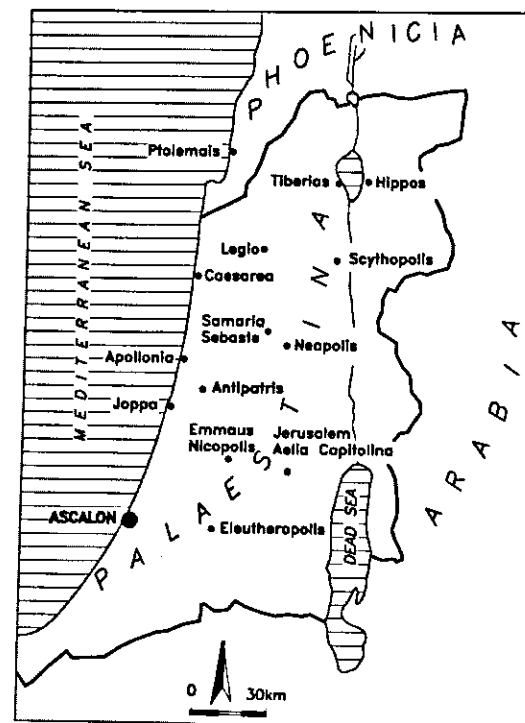 PHOENICIA
MEDITERRANEAN SEA
Ptolemais
Tiberias
Hippos
Legio
Scythopolis
Caesarea
Samaria
Sebaste
Neapolis
Apollonia
Antipatris
Joppa
Emmaus
Nicopolis
Jerusalem
Aelia Capitolina
PALAESTINA
ARABIA
ASCALON
Eleutheropolis
DEAD SEA
0 30km